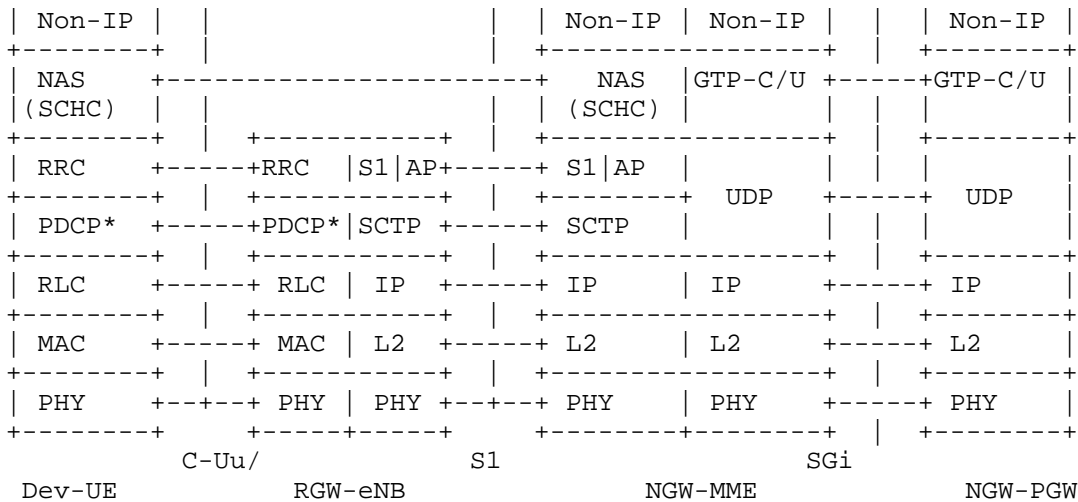 | Non-IP |  |                            |  | Non-IP | Non-IP |  |  | Non-IP |
+--------+  |                            |  +-----------------+  |  +--------+
| NAS    +-----------------------+   NAS  |GTP-C/U +-----+GTP-C/U |
|(SCHC)  |  |                            |  | (SCHC) |        |  |  |        |
+--------+  |  +-----------+  |  +-----------------+  |  +--------+
| RRC    +-----+RRC  |S1|AP+-----+ S1|AP  |        |  |  |        |
+--------+  |  +-----------+  |  +--------+  UDP   +-----+  UDP   |
| PDCP*  +-----+PDCP*|SCTP +-----+ SCTP   |        |  |  |        |
+--------+  |  +-----------+  |  +-----------------+  |  +--------+
| RLC    +-----+ RLC | IP  +-----+ IP     | IP     +-----+ IP     |
+--------+  |  +-----------+  |  +-----------------+  |  +--------+
| MAC    +-----+ MAC | L2  +-----+ L2     | L2     +-----+ L2     |
+--------+  |  +-----------+  |  +-----------------+  |  +--------+
| PHY    +--+--+ PHY | PHY +--+--+ PHY    | PHY    +-----+ PHY    |
+--------+     +-----+-----+     +--------+--------+  |  +--------+
C-Uu/ S1 SGi
Dev-UE RGW-eNB NGW-MME NGW-PGW